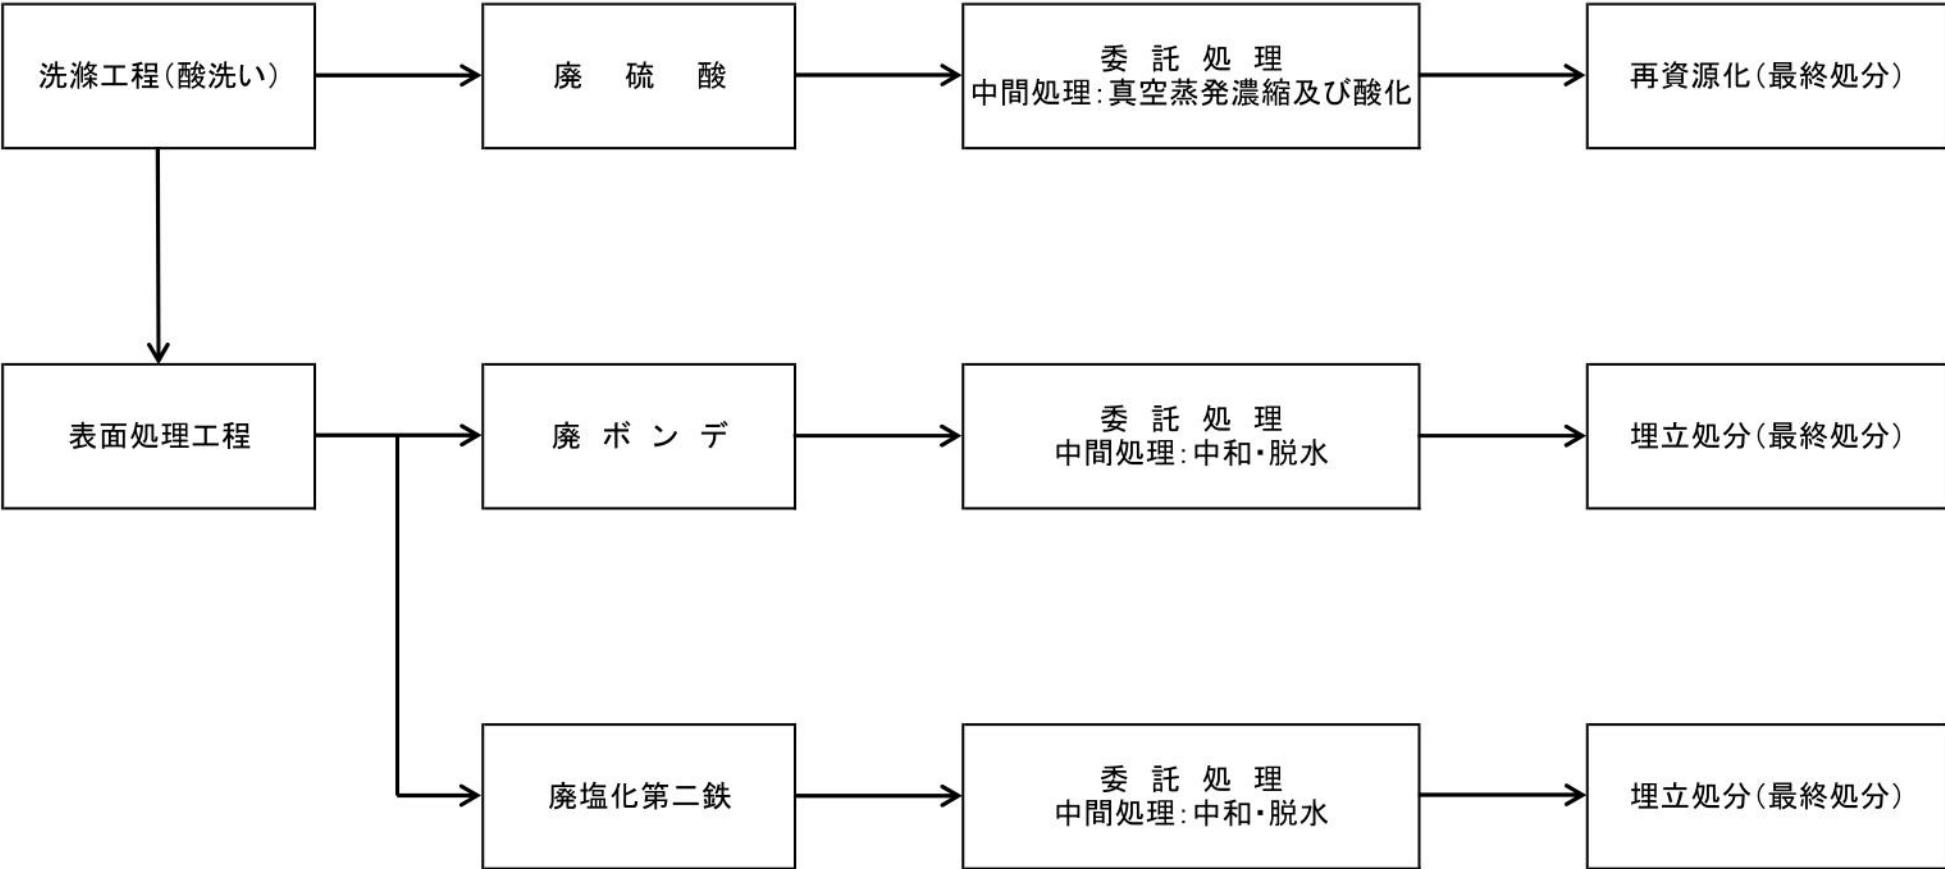 洗滌工程(酸洗い)
廃 硫 酸
委 託 処 理
中間処理:真空蒸発濃縮及び酸化
再資源化(最終処分)
表面処理工程
廃 ボ ン デ
委 託 処 理
中間処理:中和・脱水
埋立処分(最終処分)
廃塩化第二鉄
委 託 処 理
中間処理:中和・脱水
埋立処分(最終処分)